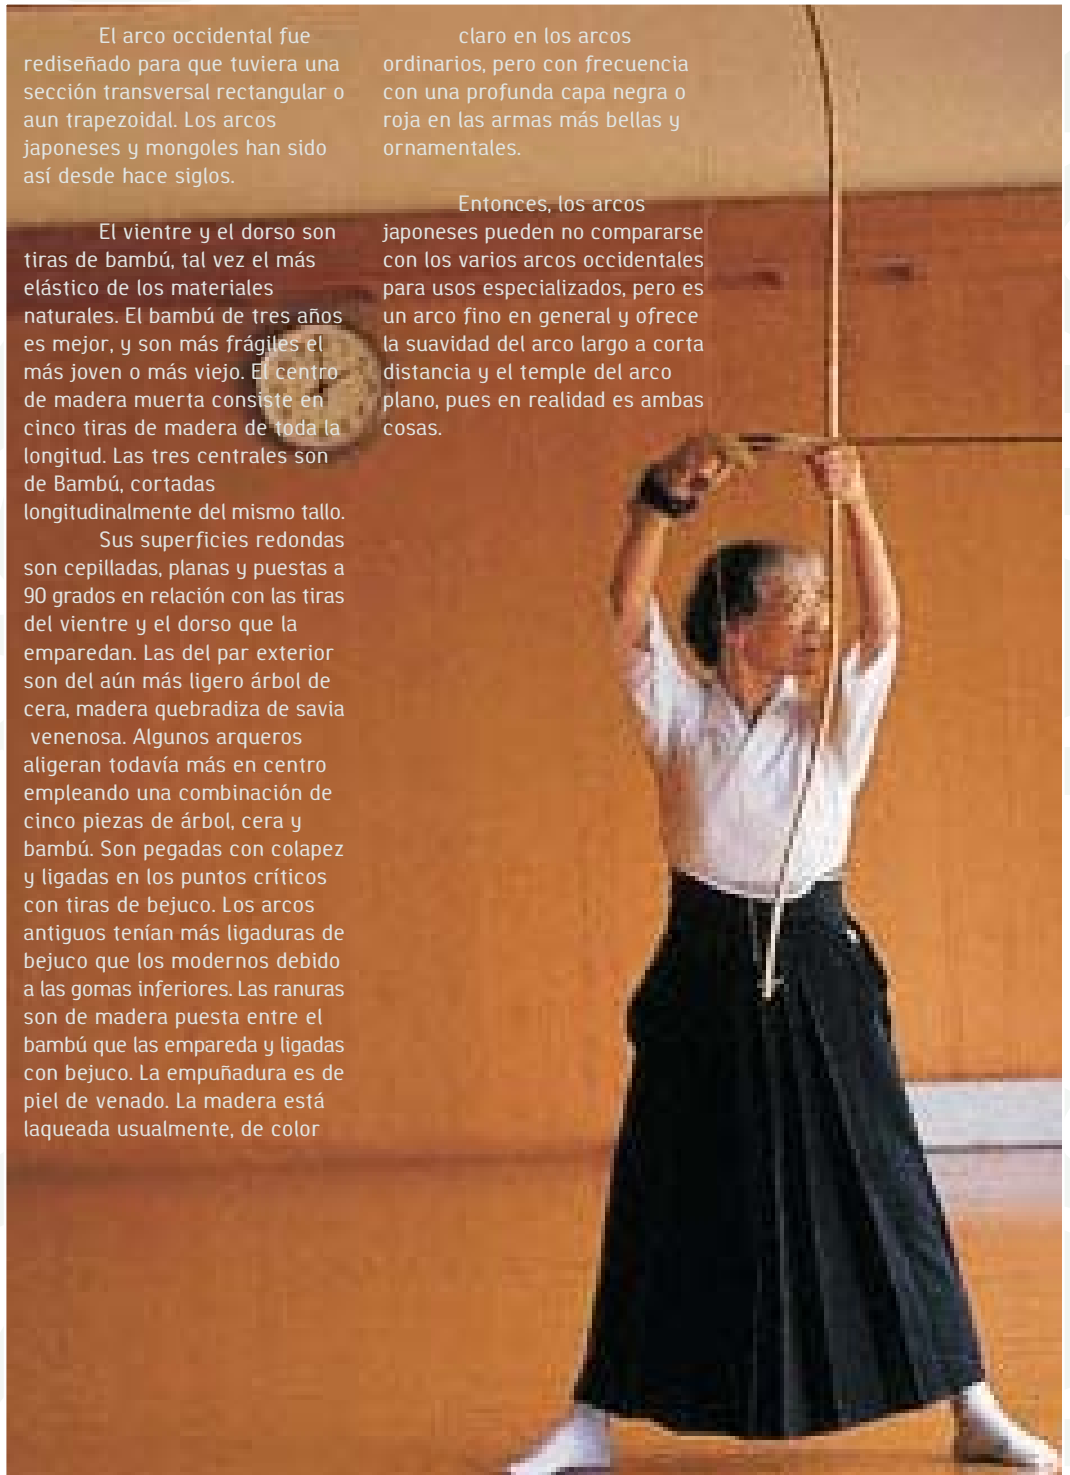 El arco occidental fue
rediseñado para que tuviera una
sección transversal rectangular o
aun trapezoidal. Los arcos
japoneses y mongoles han sido
así desde hace siglos.
El vientre y el dorso son
tiras de bambú, tal vez el más
elástico de los materiales
naturales. El bambú de tres años
es mejor, y son más frágiles el
más joven o más viejo. El centro
de madera muerta consiste en
cinco tiras de madera de toda la
longitud. Las tres centrales son
de Bambú, cortadas
longitudinalmente del mismo tallo.
Sus superficies redondas
son cepilladas, planas y puestas a
90 grados en relación con las tiras
del vientre y el dorso que la
emparedan. Las del par exterior
son del aún más ligero árbol de
cera, madera quebradiza de savia
venenosa. Algunos arqueros
aligeran todavía más en centro
empleando una combinación de
cinco piezas de árbol, cera y
bambú. Son pegadas con colapez
y ligadas en los puntos críticos
con tiras de bejuco. Los arcos
antiguos tenían más ligaduras de
bejuco que los modernos debido
a las gomas inferiores. Las ranuras
son de madera puesta entre el
bambú que las empareda y ligadas
con bejuco. La empuñadura es de
piel de venado. La madera está
laqueada usualmente, de color
claro en los arcos
ordinarios, pero con frecuencia
con una profunda capa negra o
roja en las armas más bellas y
ornamentales.
Entonces, los arcos
japoneses pueden no compararse
con los varios arcos occidentales
para usos especializados, pero es
un arco fino en general y ofrece
la suavidad del arco largo a corta
distancia y el temple del arco
plano, pues en realidad es ambas
cosas.